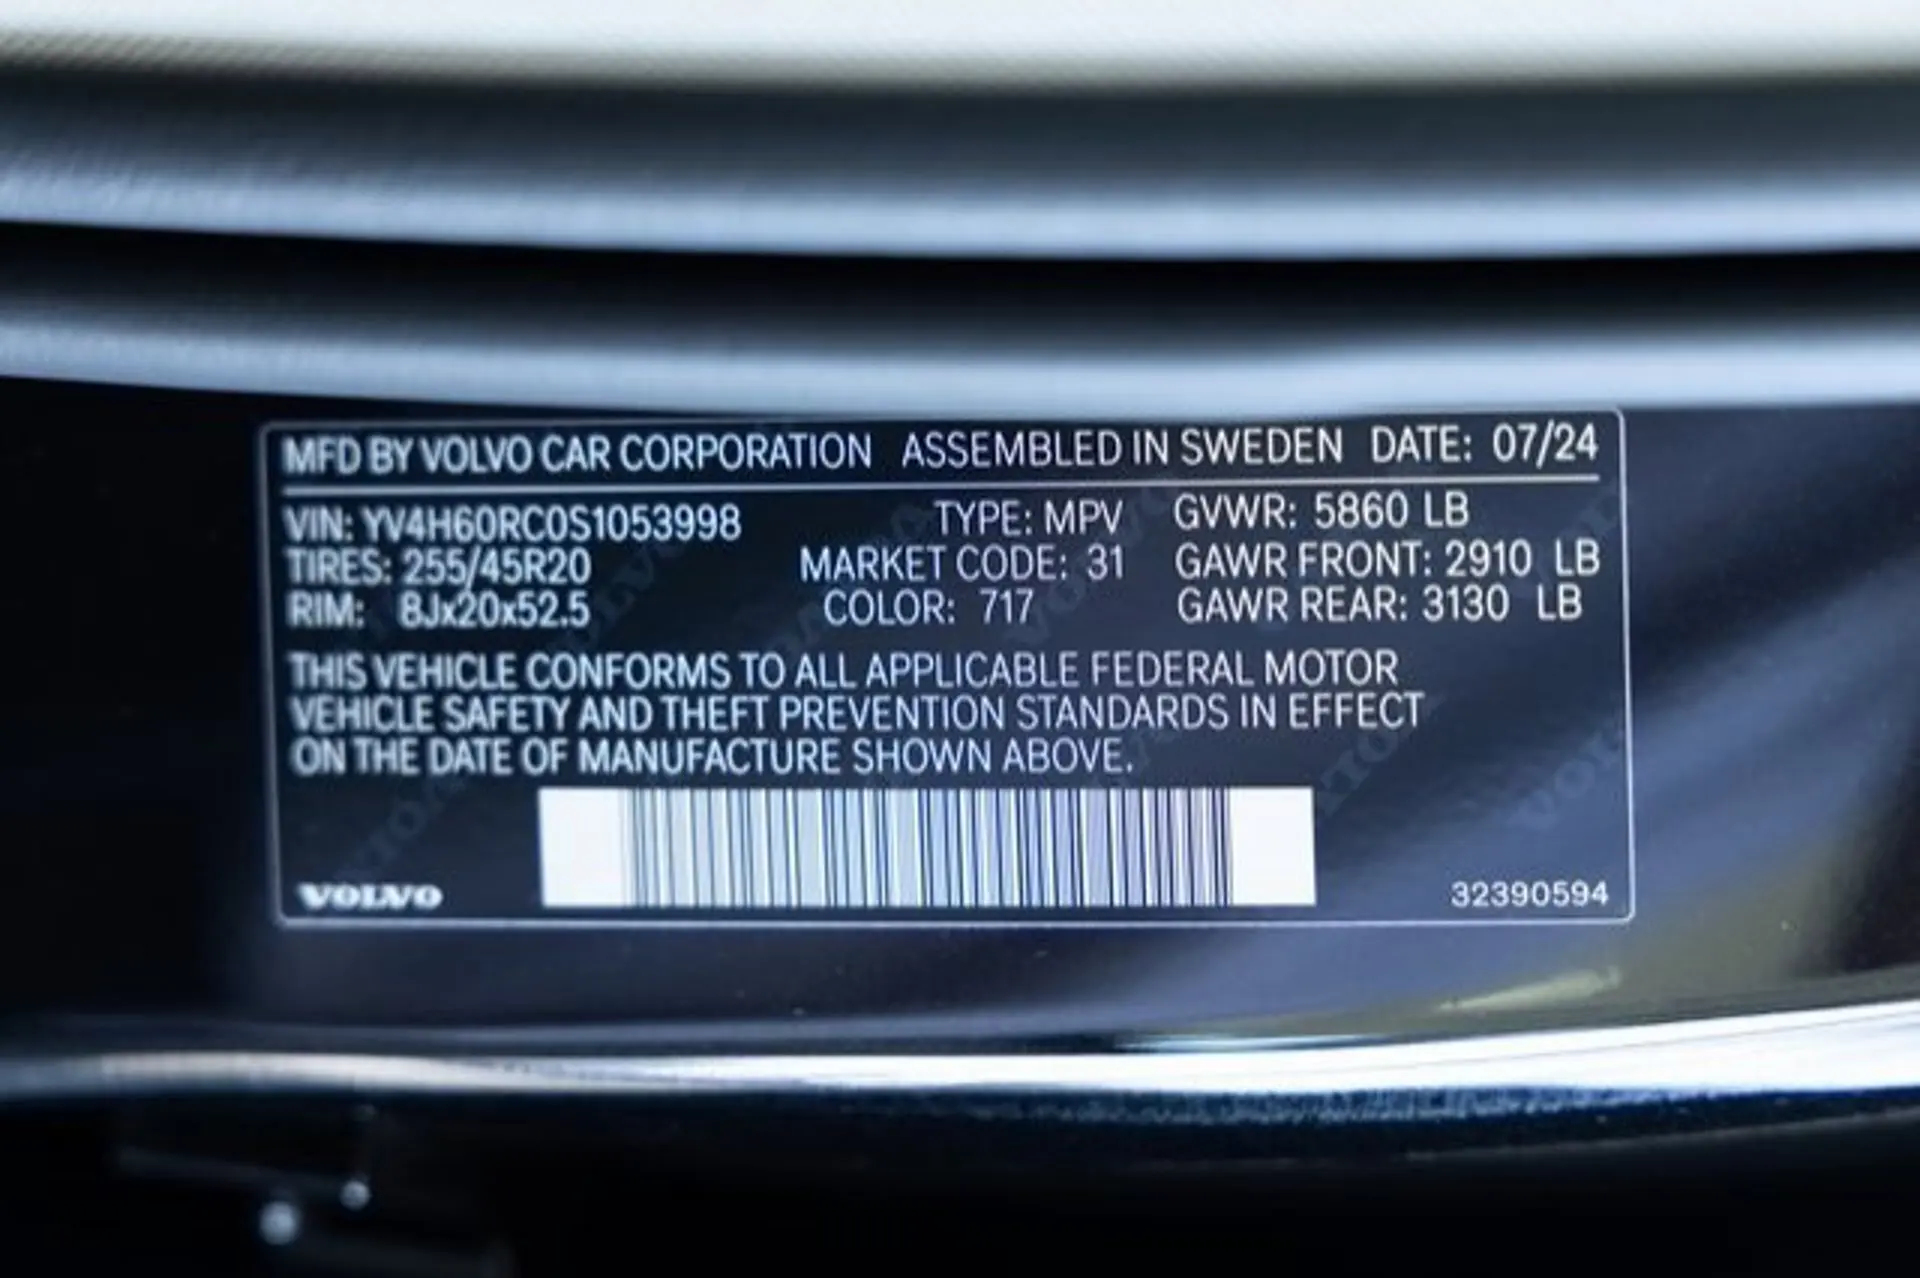 MFD BY VOLVO CAR CORPORATION ASSEMBLED IN SWEDEN DATE: 07/24
VIN: YV4H60RC0S1053998 TYPE: MPV GVWR: 5860 LB
TIRES: 255/45R20 MARKET CODE: 31 GAWR FRONT: 2910 LB
RIM: 8Jx20x52.5 COLOR: 717 GAWR REAR: 3130 LB
THIS VEHICLE CONFORMS TO ALL APPLICABLE FEDERAL MOTOR
VEHICLE SAFETY AND THEFT PREVENTION STANDARDS IN EFFECT
ON THE DATE OF MANUFACTURE SHOWN ABOVE.
VOLVO 32390594